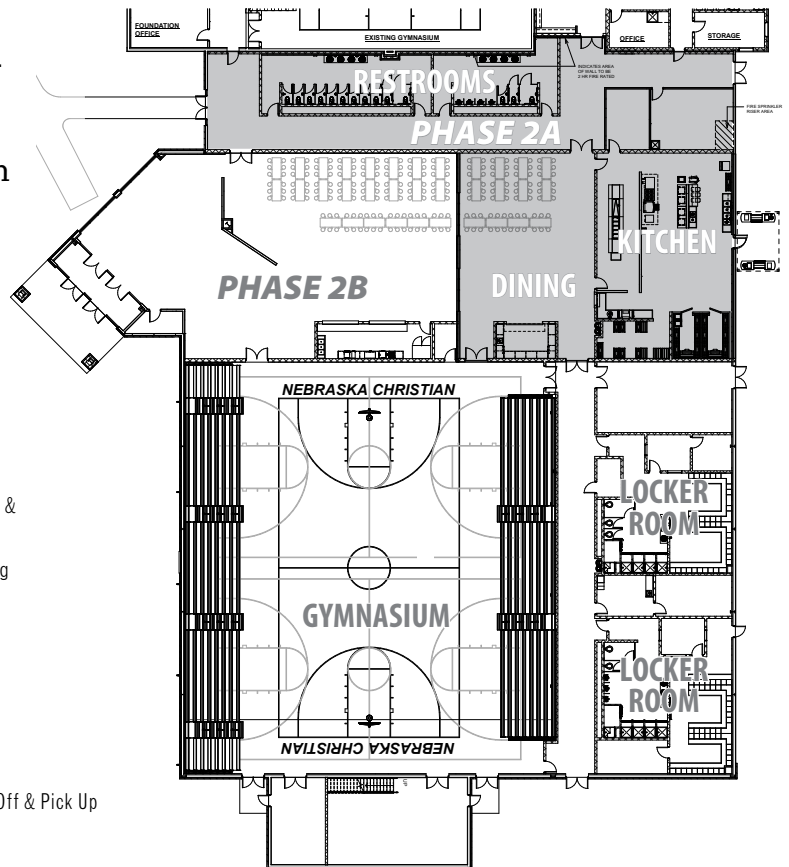 FOUNDATION
OFFICE
EXISTING GYMNASIUM
OFFICE
STORAGE
INDICATES AREA
OF WALL TO BE
2 HR FIRE RATED
RESTROOMS
FIRE SPRINKLER
RISER AREA
PHASE 2A
n
KITCHEN
PHASE 2B
DINING
NEBRASKA CHRISTIAN
LOCKER
ROOM
&
g
GYMNASIUM
LOCKER
ROOM
NEBRASKA CHRISTIAN
UP
Off & Pick Up